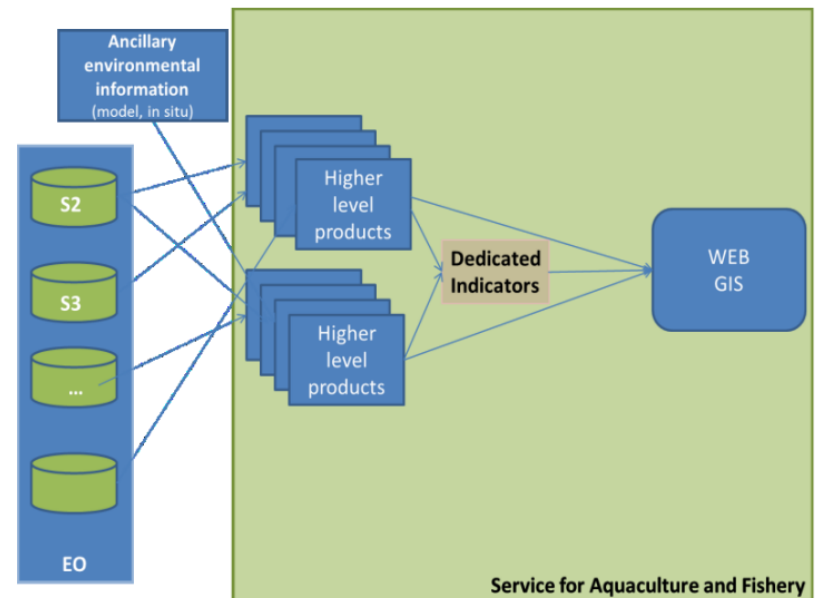 Ancillary
environmental
information
(model, in situ)
S2
S3
...
EO
Higher
level
products
Higher
level
products
Dedicated
Indicators
WEB
GIS
Service for Aquaculture and Fishery